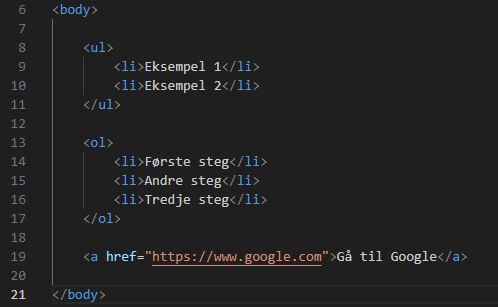 6 <body>
7
8     <ul>
9         <li>Eksempel 1</li>
10         <li>Eksempel 2</li>
11     </ul>
12
13     <ol>
14         <li>Første steg</li>
15         <li>Andre steg</li>
16         <li>Tredje steg</li>
17     </ol>
18
19     <a href="https://www.google.com">Gå til Google</a>
20
21 </body>